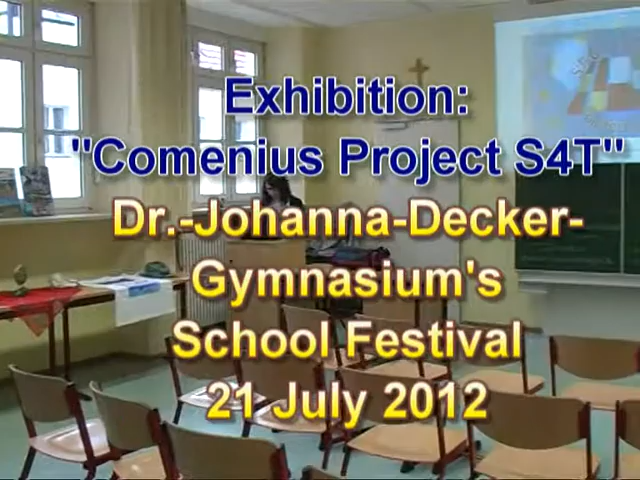 Exhibition:
"Comenius Project S4T"
Dr.-Johanna-Decker-
Gymnasium's
School Festival
21 July 2012